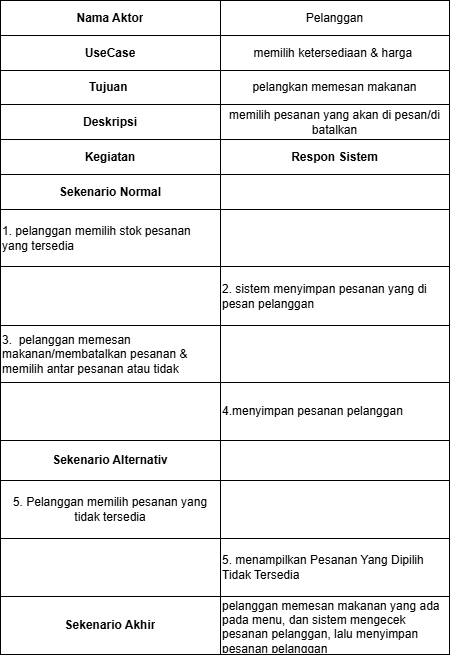 Nama Aktor
Pelanggan
UseCase
memilih ketersediaan & harga
Tujuan
pelangkan memesan makanan
Deskripsi
memilih pesanan yang akan di pesan/di
batalkan
Kegiatan
Respon Sistem
Sekenario Normal
1. pelanggan memilih stok pesanan
yang tersedia
2. sistem menyimpan pesanan yang di
pesan pelanggan
3.  pelanggan memesan
makanan/membatalkan pesanan &
memilih antar pesanan atau tidak
4.menyimpan pesanan pelanggan
Sekenario Alternativ
5. Pelanggan memilih pesanan yang
tidak tersedia
5. menampilkan Pesanan Yang Dipilih
Tidak Tersedia
Sekenario Akhir
pelanggan memesan makanan yang ada
pada menu, dan sistem mengecek
pesanan pelanggan, lalu menyimpan
pesanan pelanggan